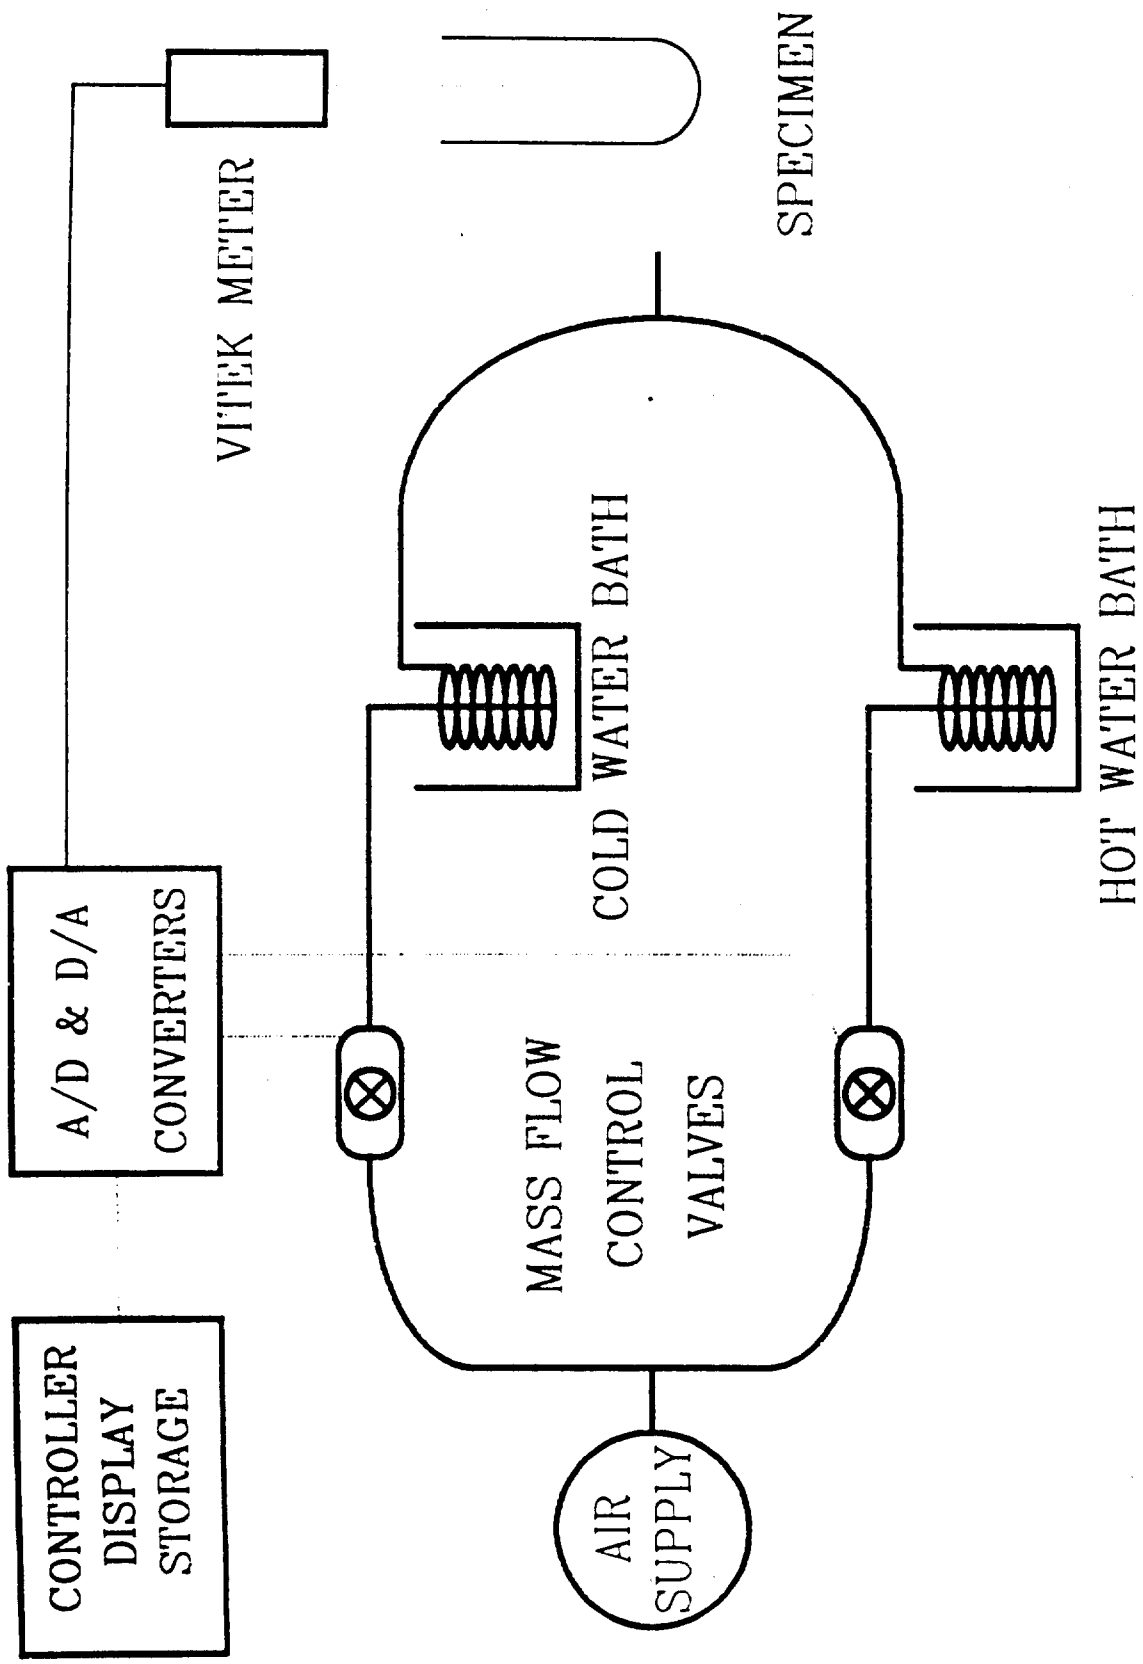 CONTROLLER
DISPLAY
STORAGE
A/D & D/A
CONVERTERS
VITEK METER
SPECIMEN
AIR
SUPPLY
MASS FLOW
CONTROL
VALVES
COLD WATER BATH
HOT WATER BATH